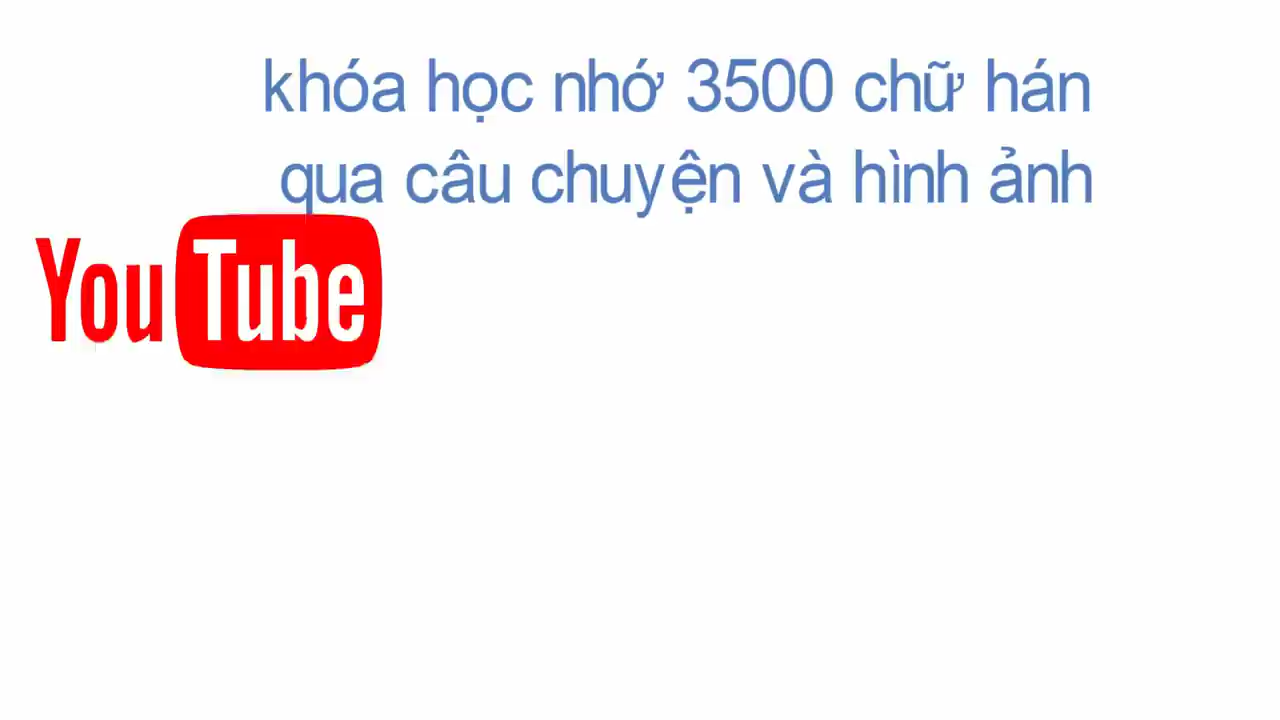 khóa học nhớ 3500 chữ hán
qua câu chuyện và hình ảnh
YouTube